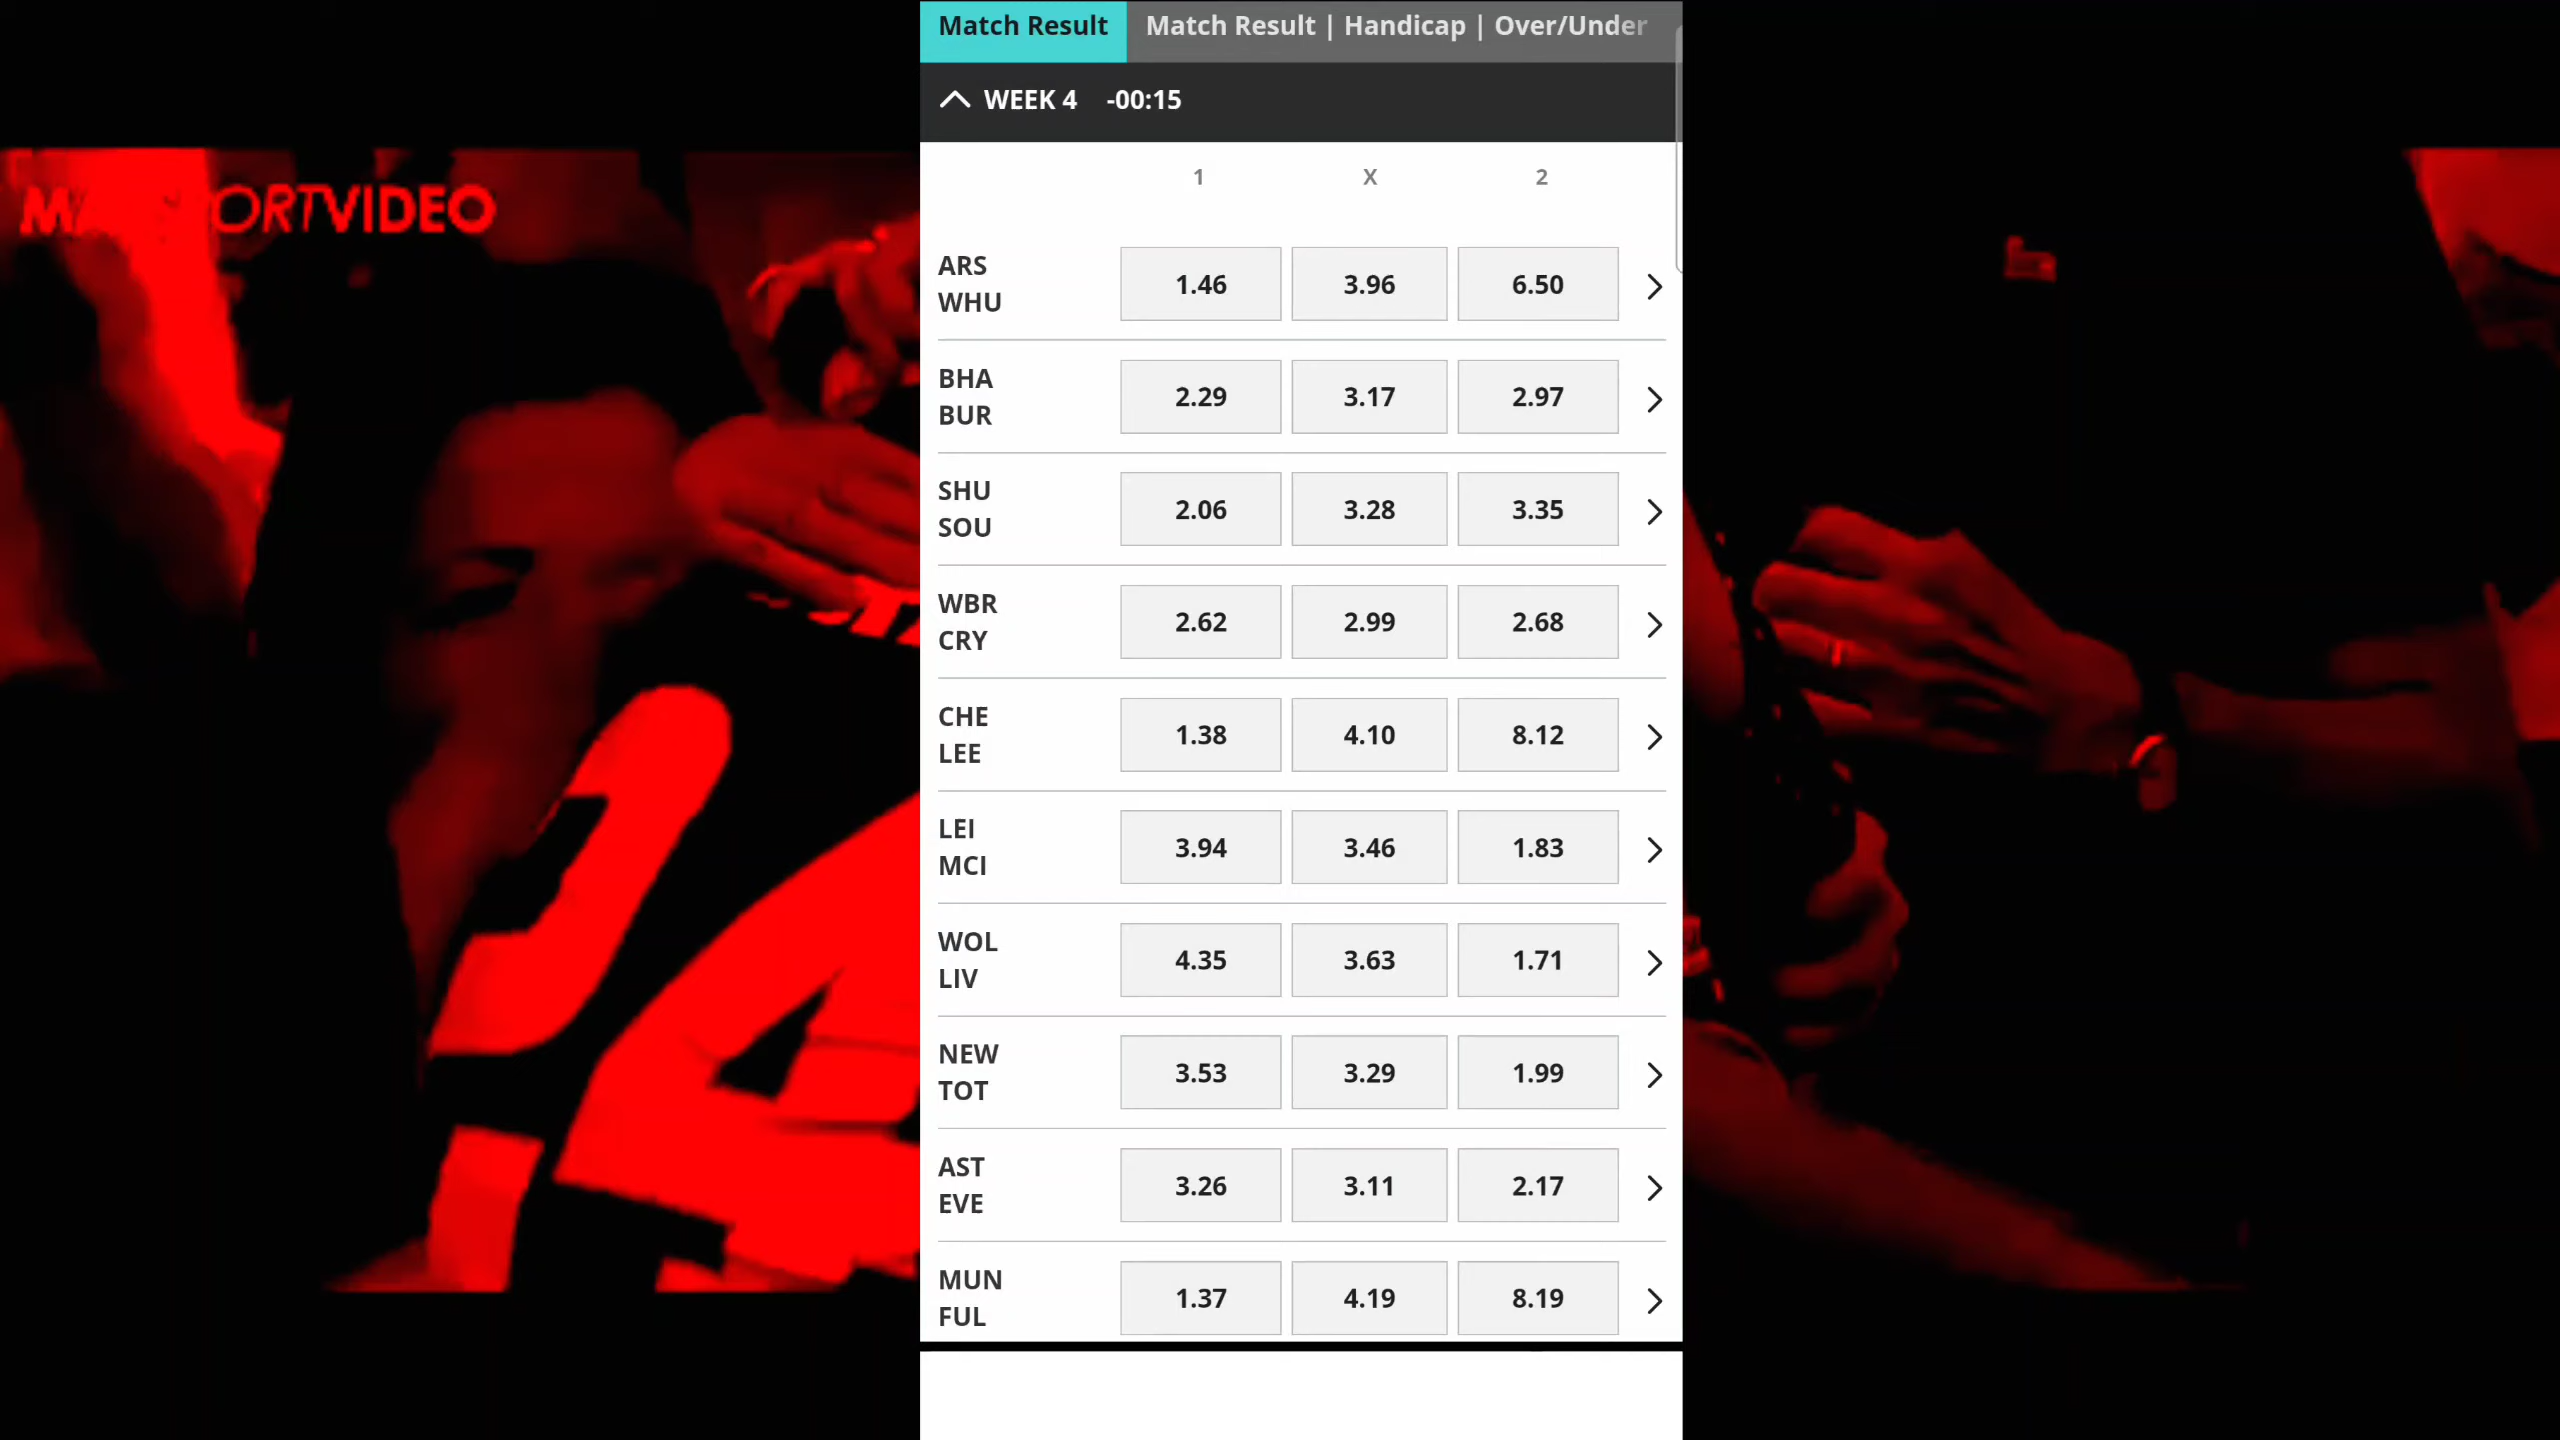 Match Result
Match Result | Handicap | Over/Under
WEEK 4 -00:15
1 X 2
ARS
WHU
1.46 3.96 6.50
BHA
BUR
2.29 3.17 2.97
SHU
SOU
2.06 3.28 3.35
WBR
CRY
2.62 2.99 2.68
CHE
LEE
1.38 4.10 8.12
LEI
MCI
3.94 3.46 1.83
WOL
LIV
4.35 3.63 1.71
NEW
TOT
3.53 3.29 1.99
AST
EVE
3.26 3.11 2.17
MUN
FUL
1.37 4.19 8.19